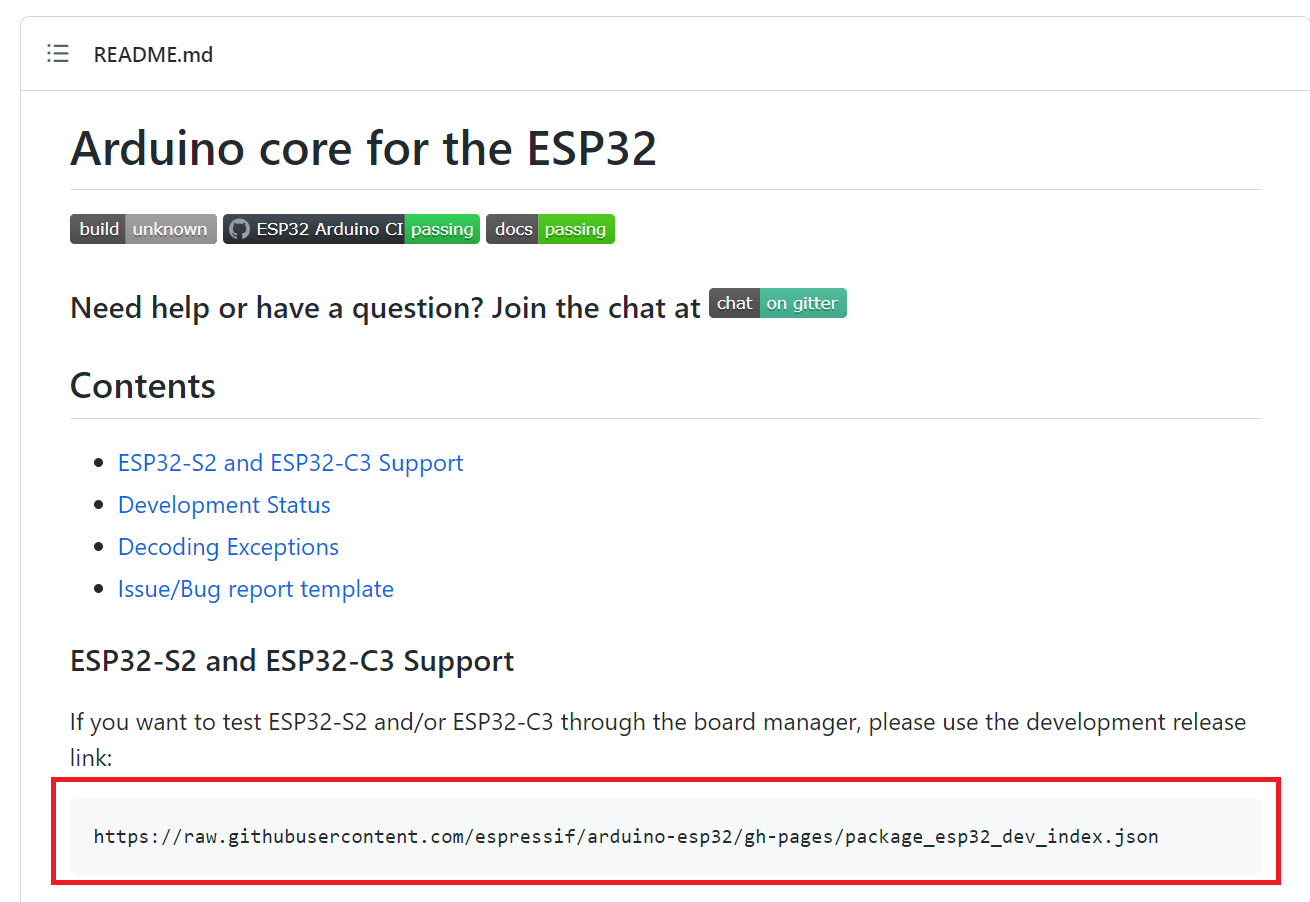 README.md
Arduino core for the ESP32
build unknown ESP32 Arduino CI passing docs passing
Need help or have a question? Join the chat at chat on gitter
Contents
ESP32-S2 and ESP32-C3 Support
Development Status
Decoding Exceptions
Issue/Bug report template
ESP32-S2 and ESP32-C3 Support
If you want to test ESP32-S2 and/or ESP32-C3 through the board manager, please use the development release
link:
https://raw.githubusercontent.com/espressif/arduino-esp32/gh-pages/package_esp32_dev_index.json